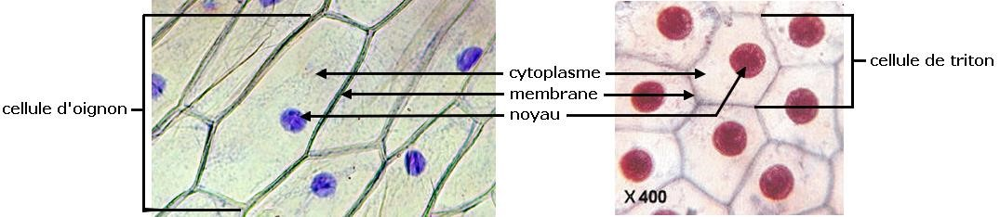 cellule d'oignon
cytoplasme
membrane
noyau
cellule de triton
X 400